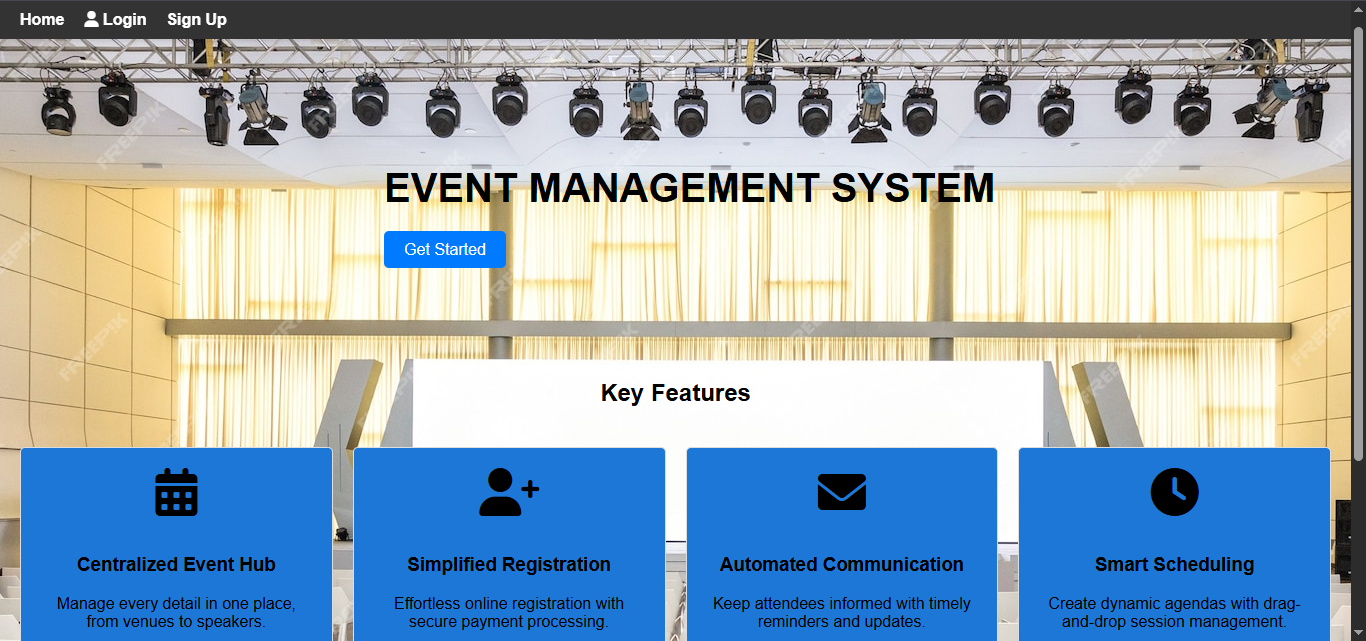 Home Login Sign Up
EVENT MANAGEMENT SYSTEM
Get Started
Key Features
Centralized Event Hub
Manage every detail in one place,
from venues to speakers.
Simplified Registration
Effortless online registration with
secure payment processing.
Automated Communication
Keep attendees informed with timely
reminders and updates.
Smart Scheduling
Create dynamic agendas with drag-
and-drop session management.
FREEPIK